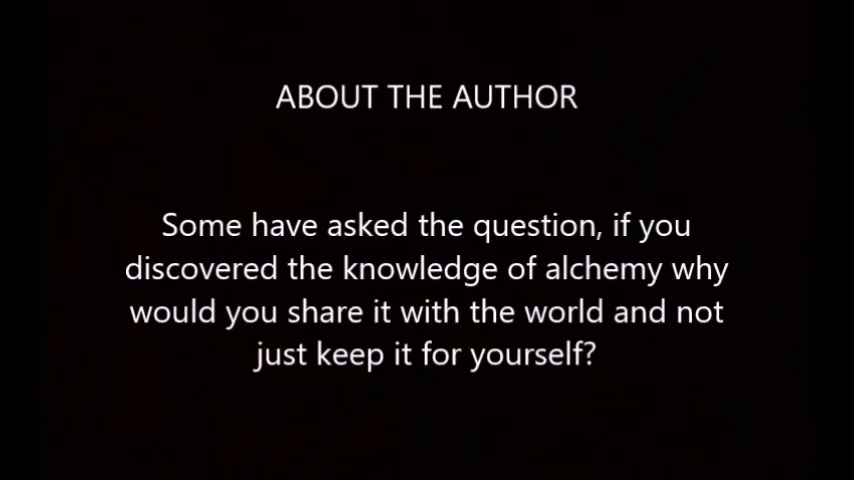 ABOUT THE AUTHOR
Some have asked the question, if you
discovered the knowledge of alchemy why
would you share it with the world and not
just keep it for yourself?